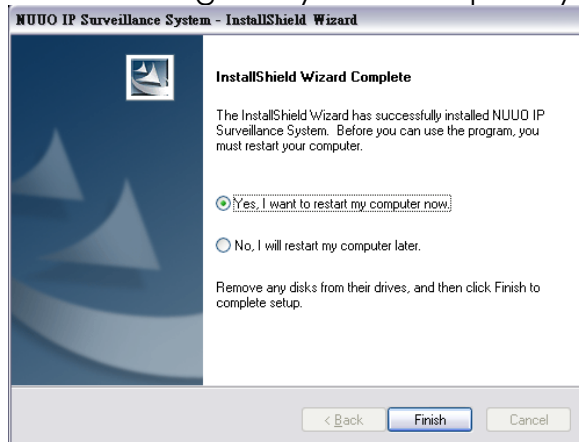 NUUO IP Surveillance System - InstallShield Wizard
InstallShield Wizard Complete
The InstallShield Wizard has successfully installed NUUO IP
Surveillance System. Before you can use the program, you
must restart your computer.
Yes, I want to restart my computer now.
No, I will restart my computer later.
Remove any disks from their drives, and then click Finish to
complete setup.
< Back
Finish
Cancel